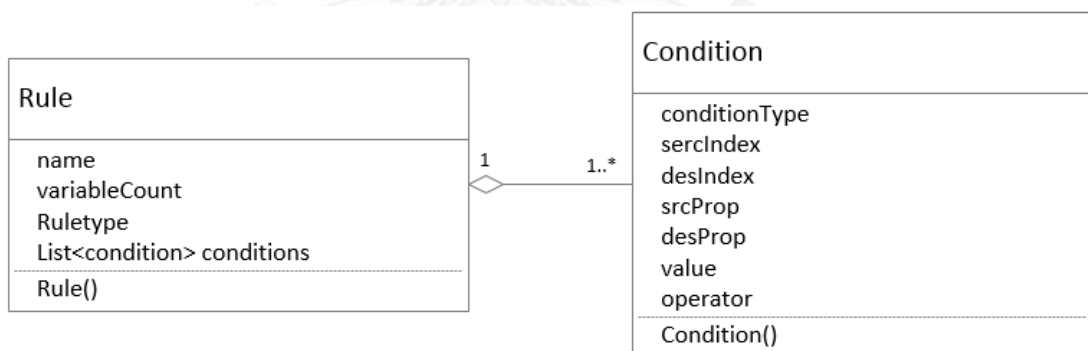 Rule
name
variableCount
Ruletype
List<condition> conditions
Rule()
1
1..*
Condition
conditionType
sercIndex
desIndex
srcProp
desProp
value
operator
Condition()